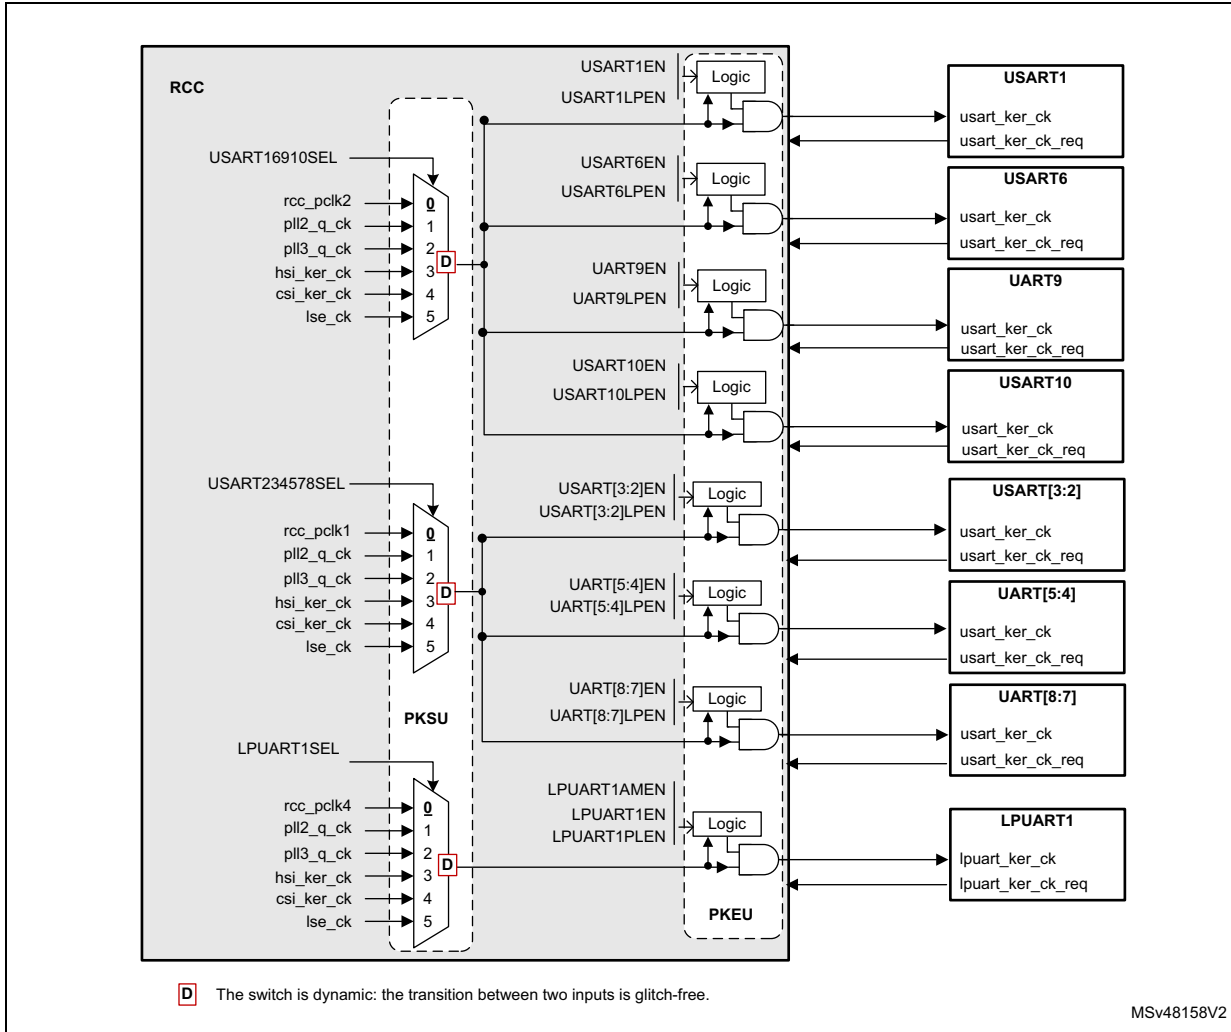 RCC
USART1EN
USART1LPEN
Logic
USART1
usart_ker_ck
usart_ker_ck_req
USART16910SEL
rcc_pclk2
pll2_q_ck
pll3_q_ck
hsi_ker_ck
csi_ker_ck
lse_ck
0
1
2
3
4
5
D
USART6EN
USART6LPEN
Logic
USART6
usart_ker_ck
usart_ker_ck_req
UART9EN
UART9LPEN
Logic
UART9
usart_ker_ck
usart_ker_ck_req
USART10EN
USART10LPEN
Logic
USART10
usart_ker_ck
usart_ker_ck_req
USART234578SEL
rcc_pclk1
pll2_q_ck
pll3_q_ck
hsi_ker_ck
csi_ker_ck
lse_ck
0
1
2
3
4
5
D
USART[3:2]EN
USART[3:2]LPEN
Logic
USART[3:2]
usart_ker_ck
usart_ker_ck_req
UART[5:4]EN
UART[5:4]LPEN
Logic
UART[5:4]
usart_ker_ck
usart_ker_ck_req
UART[8:7]EN
UART[8:7]LPEN
Logic
UART[8:7]
usart_ker_ck
usart_ker_ck_req
PKSU
LPUART1SEL
rcc_pclk4
pll2_q_ck
pll3_q_ck
hsi_ker_ck
csi_ker_ck
lse_ck
0
1
2
3
4
5
D
LPUART1AMEN
LPUART1EN
LPUART1PLEN
Logic
LPUART1
lpuart_ker_ck
lpuart_ker_ck_req
PKEU
D The switch is dynamic: the transition between two inputs is glitch-free.
MSv48158V2